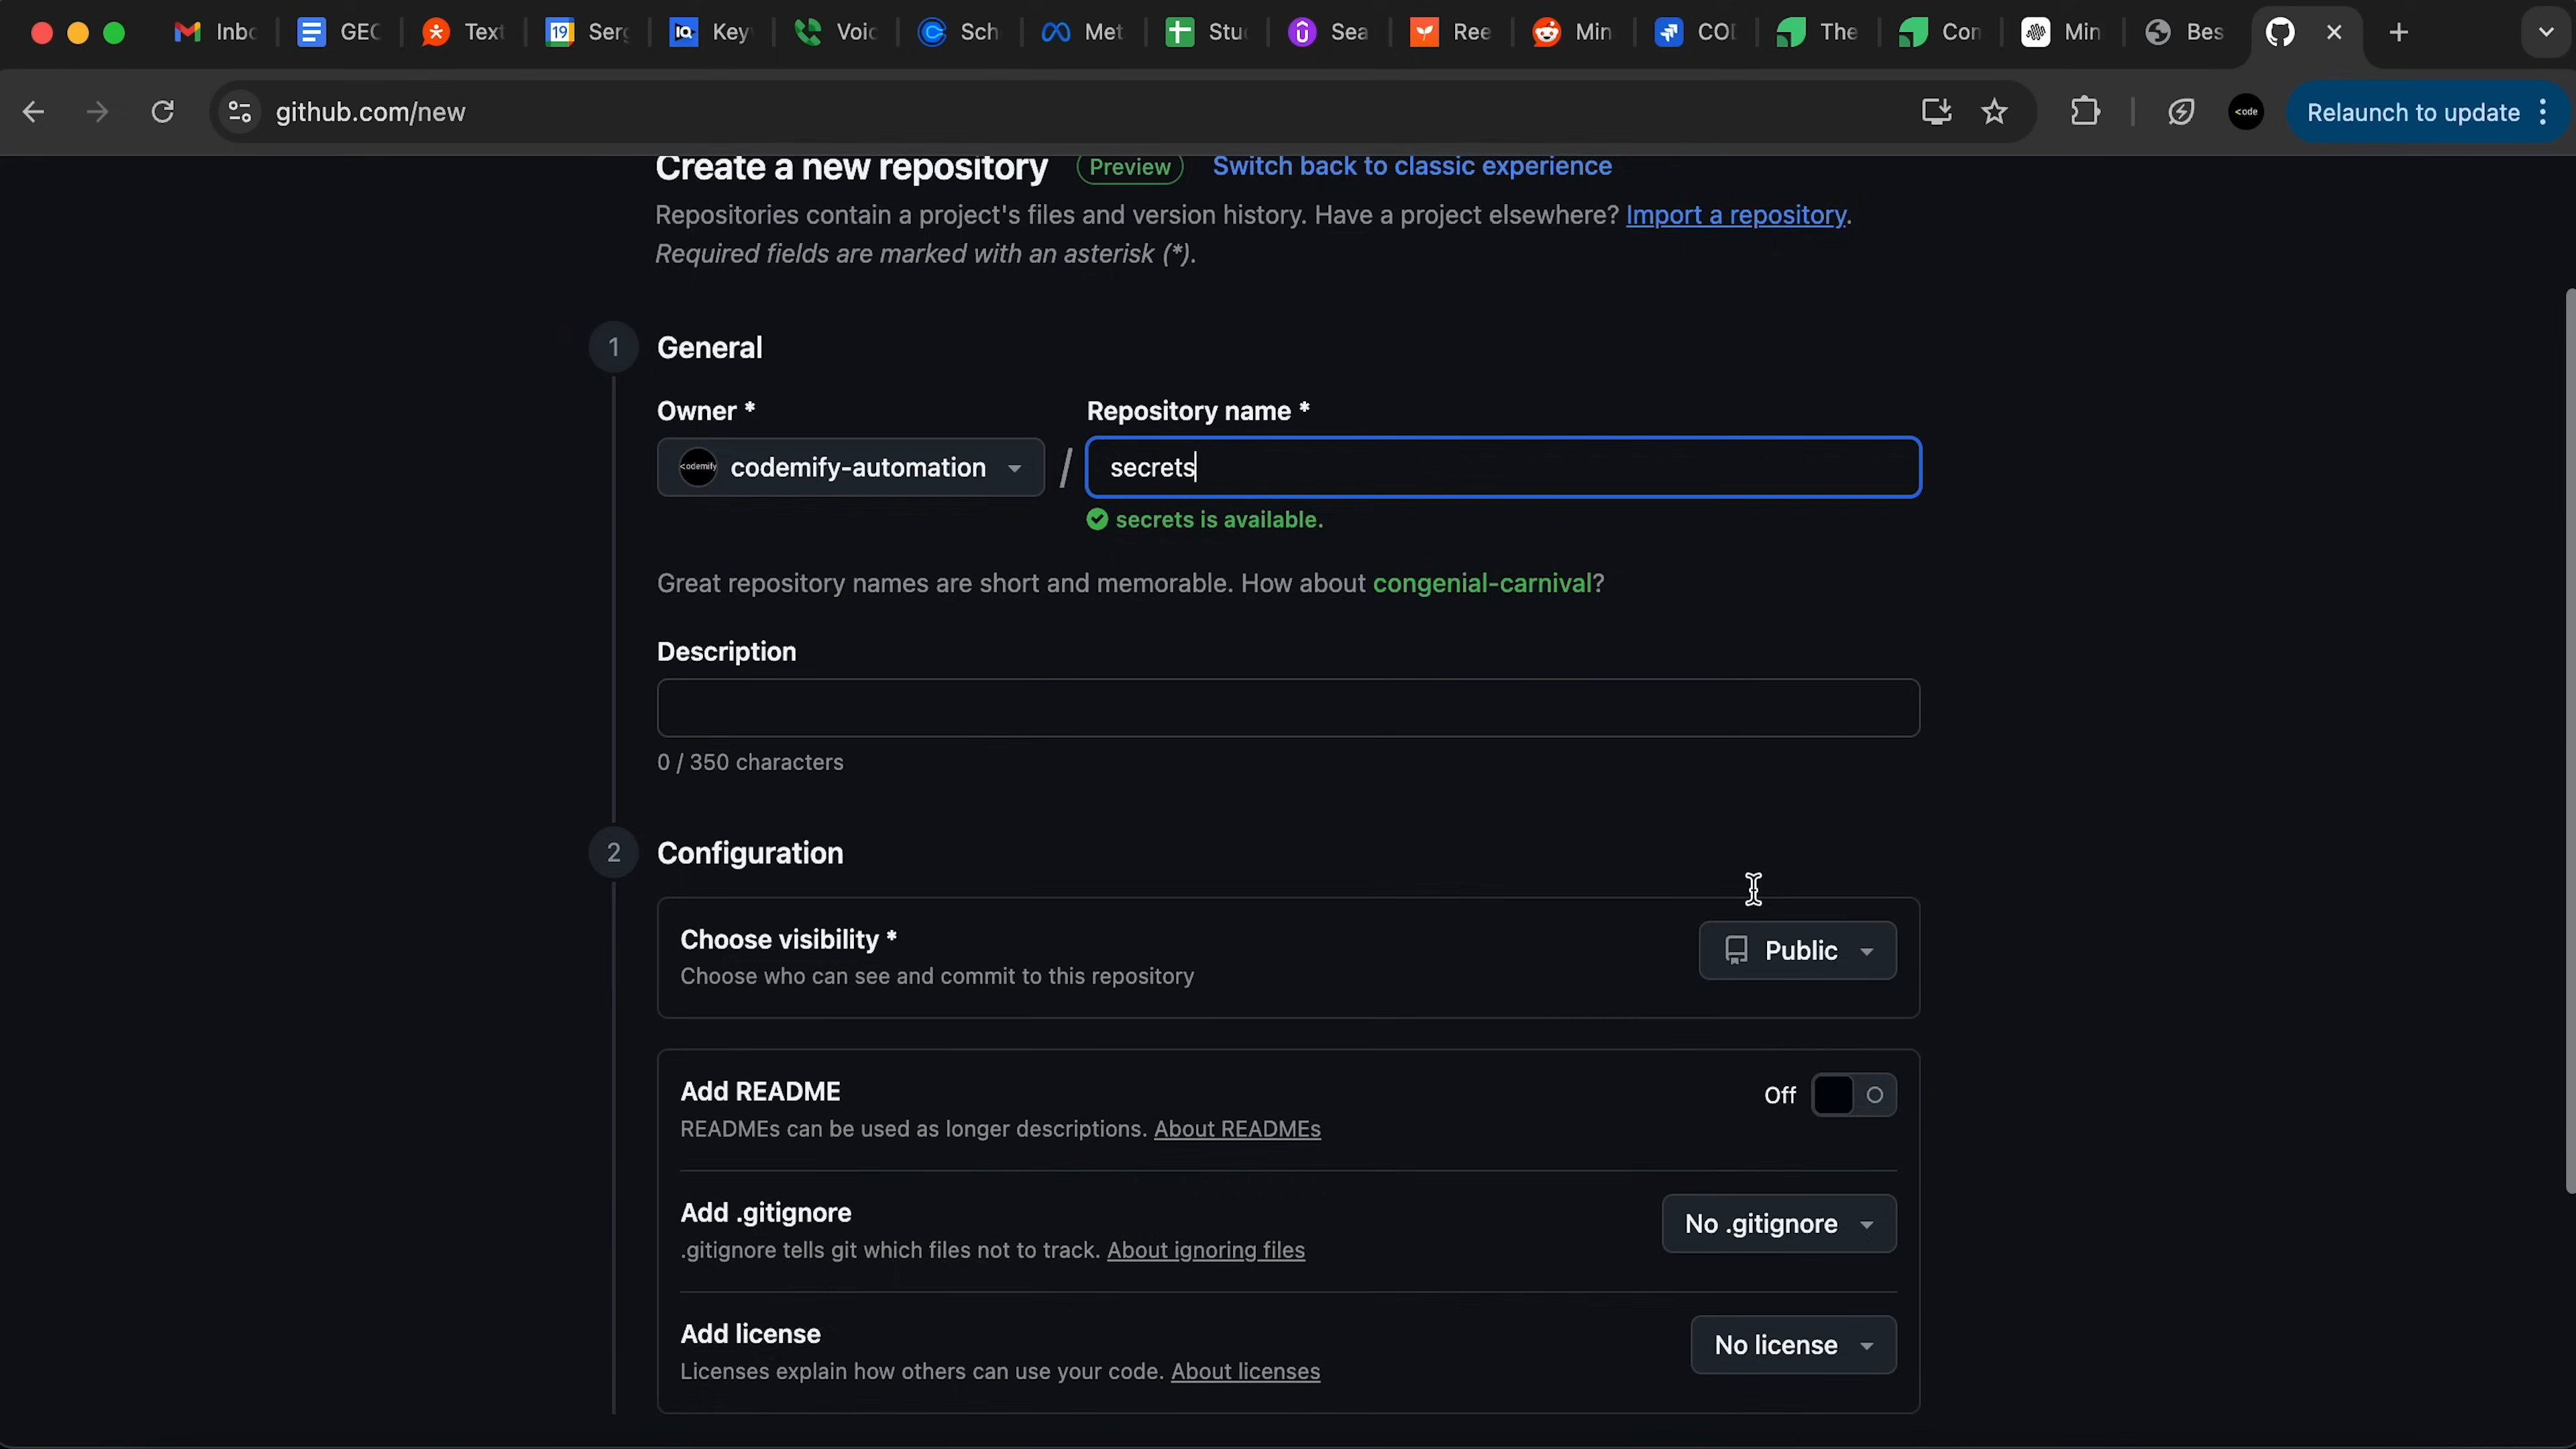 Inbo
GEO
Text
19
Serg
IQ
Key
Voic
Sch
Met
Stu
Sea
Ree
Min
COD
The
Con
Min
Bes
github.com/new
<code
Relaunch to update
Create a new repository Preview Switch back to classic experience
Repositories contain a project's files and version history. Have a project elsewhere? Import a repository.
Required fields are marked with an asterisk (*).
1 General
Owner * Repository name *
<codemify codemify-automation / secrets
secrets is available.
Great repository names are short and memorable. How about congenial-carnival?
Description
0 / 350 characters
2 Configuration
Choose visibility *
Choose who can see and commit to this repository
Public
Add README
READMEs can be used as longer descriptions. About READMEs
Off
Add .gitignore
.gitignore tells git which files not to track. About ignoring files
No .gitignore
Add license
Licenses explain how others can use your code. About licenses
No license